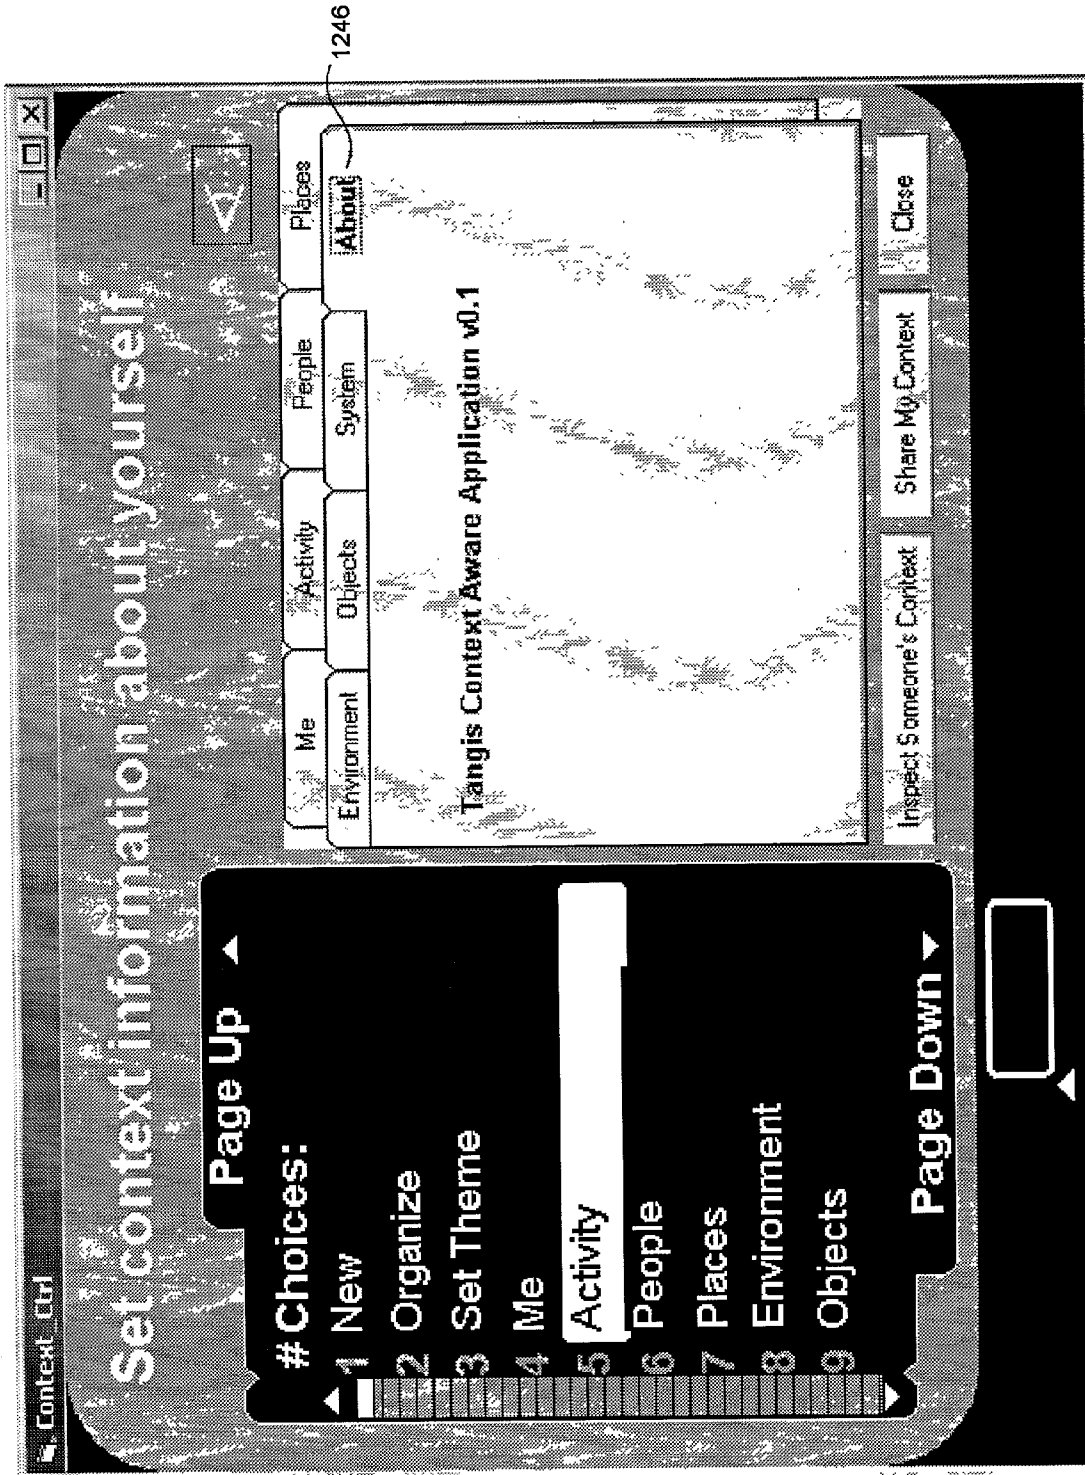 Context_Ctrl
Set context information about yourself
Page Up
# Choices:
1 New
2 Organize
3 Set Theme
4 Me
5 Activity
6 People
7 Places
8 Environment
9 Objects
Page Down
Me Activity People Places
Environment Objects System About
1246
Tangis Context Aware Application v0.1
Inspect Someone's Context Share My Context Close